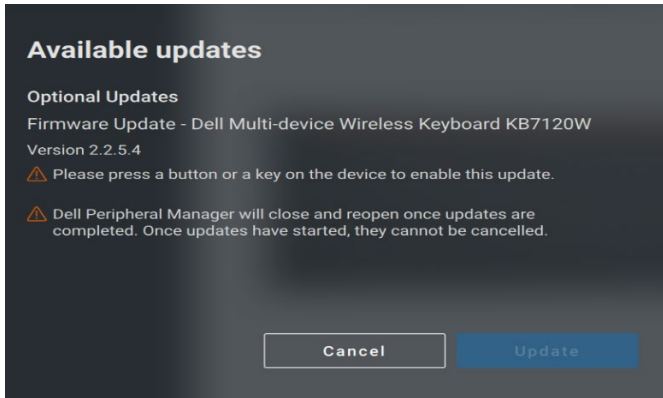 Available updates
Optional Updates
Firmware Update - Dell Multi-device Wireless Keyboard KB7120W
Version 2.2.5.4
Please press a button or a key on the device to enable this update.
Dell Peripheral Manager will close and reopen once updates are
completed. Once updates have started, they cannot be cancelled.
Cancel
Update